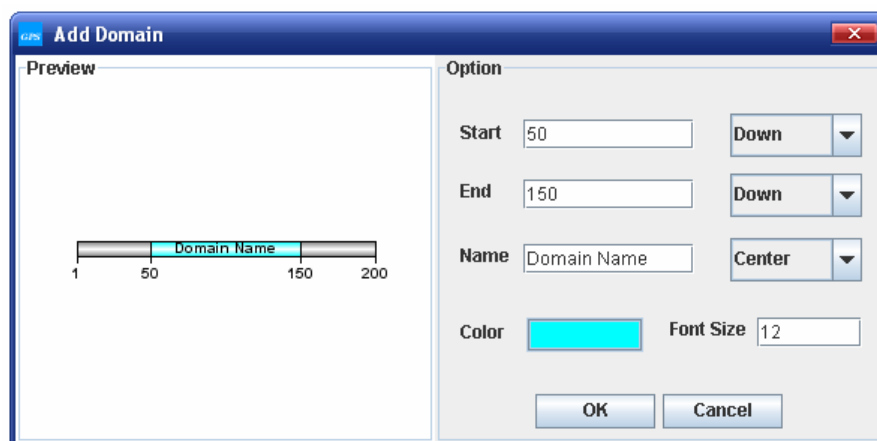 GPS Add Domain
Preview
Domain Name
1 50 150 200
Option
Start 50 Down
End 150 Down
Name Domain Name Center
Color Font Size 12
OK Cancel